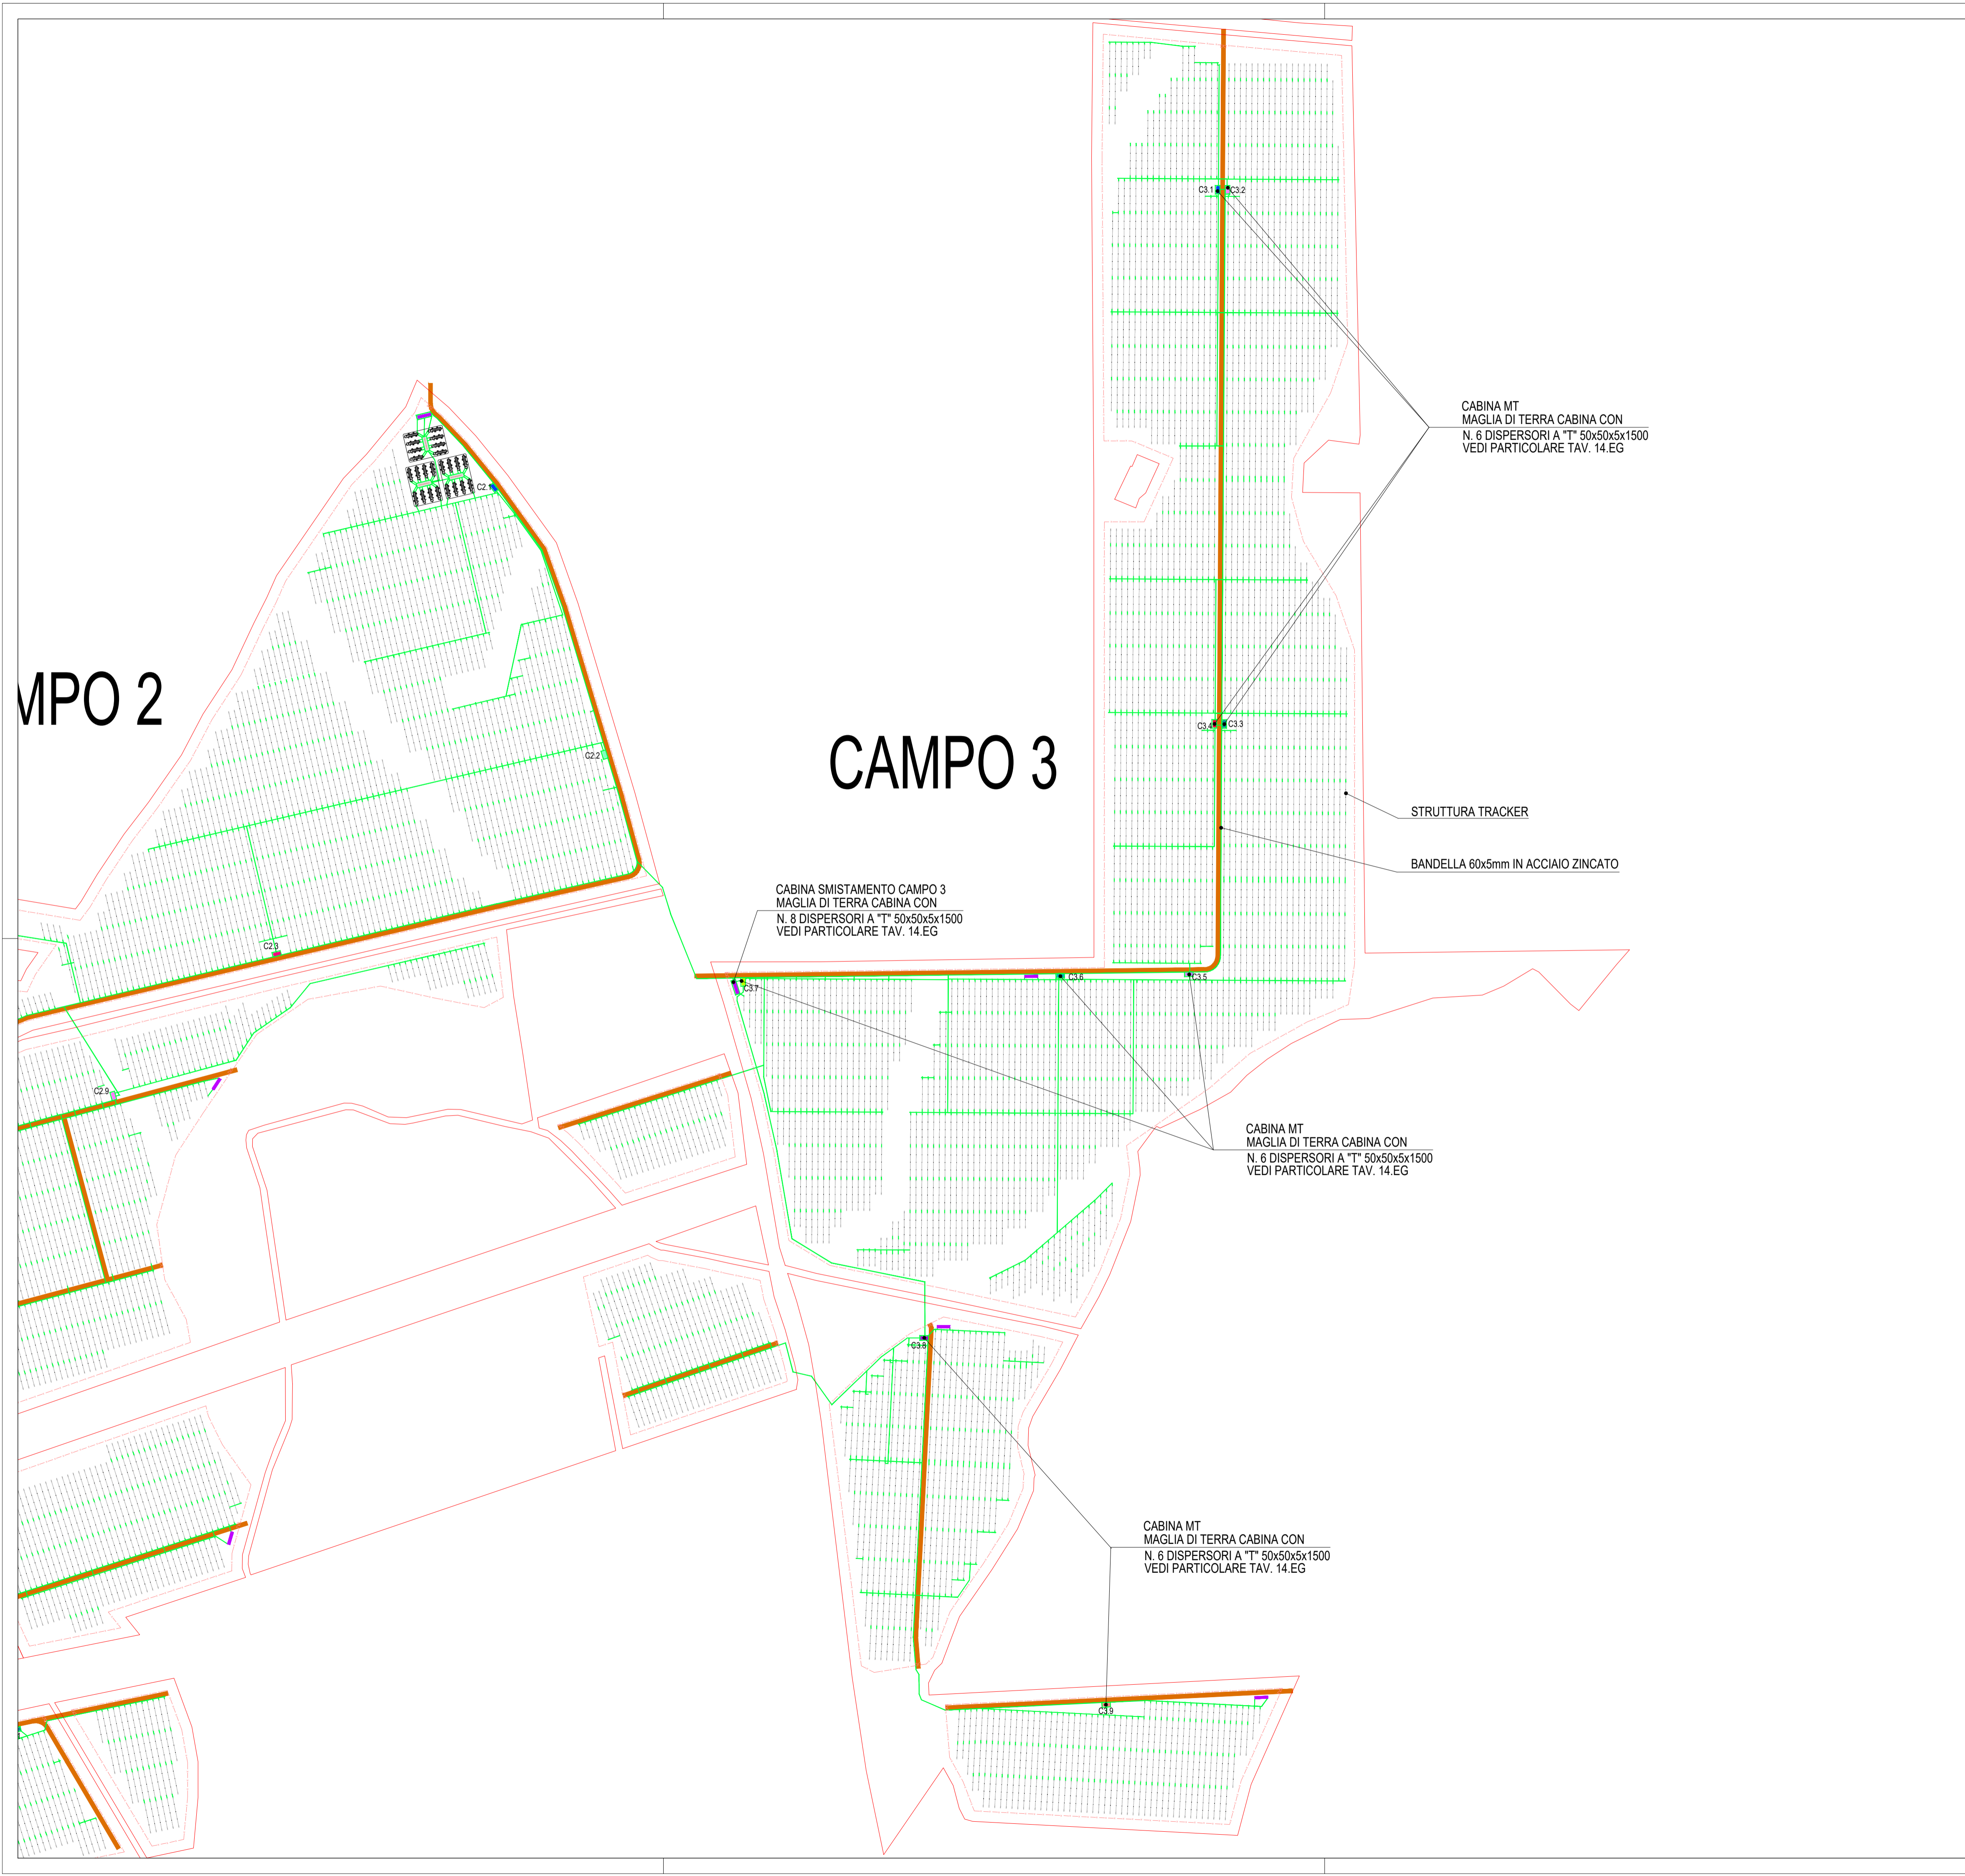 C3.1
C3.2
CABINA MT
MAGLIA DI TERRA CABINA CON
N. 6 DISPERSORI A "T" 50x50x5x1500
VEDI PARTICOLARE TAV. 14.EG
C2.1
MPO 2
CAMPO 3
C3.4
C3.3
C2.2
STRUTTURA TRACKER
BANDELLA 60x5mm IN ACCIAIO ZINCATO
CABINA SMISTAMENTO CAMPO 3
MAGLIA DI TERRA CABINA CON
N. 8 DISPERSORI A "T" 50x50x5x1500
VEDI PARTICOLARE TAV. 14.EG
C2.3
C3.7
C3.6
C3.5
C2.9
CABINA MT
MAGLIA DI TERRA CABINA CON
N. 6 DISPERSORI A "T" 50x50x5x1500
VEDI PARTICOLARE TAV. 14.EG
C3.8
CABINA MT
MAGLIA DI TERRA CABINA CON
N. 6 DISPERSORI A "T" 50x50x5x1500
VEDI PARTICOLARE TAV. 14.EG
C3.9